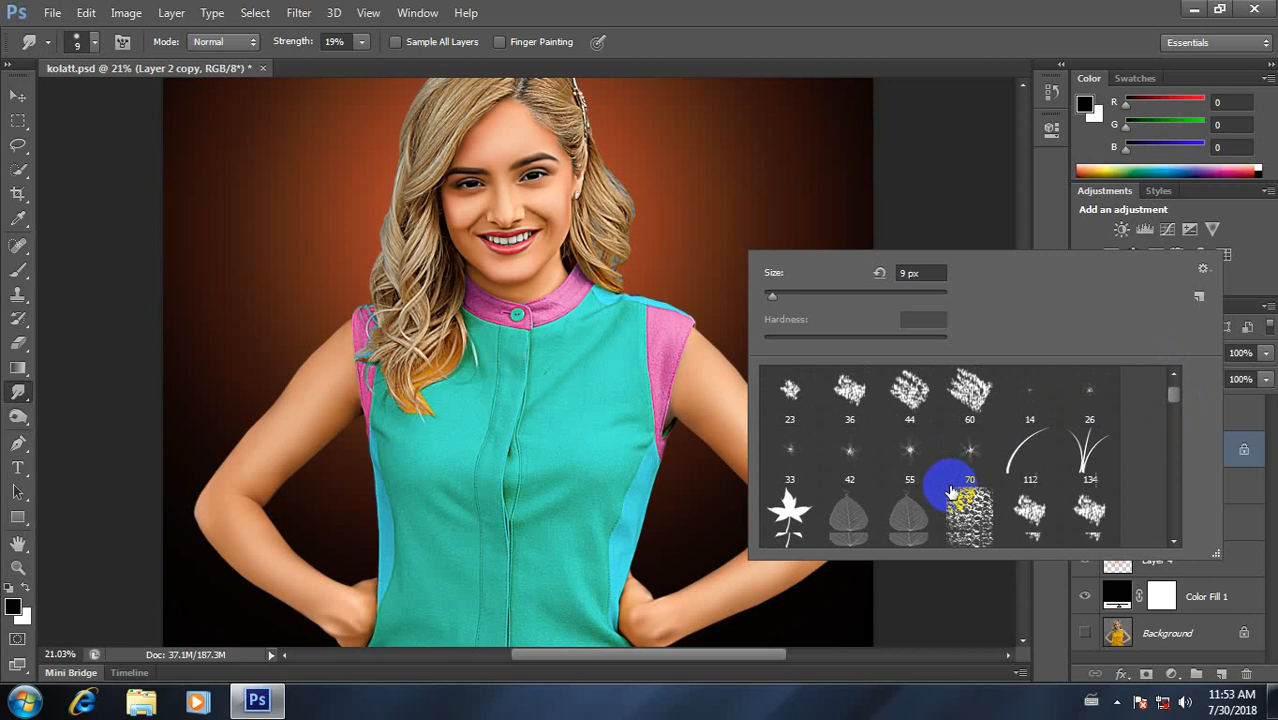 Ps File Edit Image Layer Type Select Filter 3D View Window Help
9 Mode: Normal Strength: 19% Sample All Layers Finger Painting Essentials
kolatt.psd @ 21% (Layer 2 copy, RGB/8*) * ×
Color Swatches
R 0
G 0
B 0
Adjustments Styles
Add an adjustment
Size: 9 px
Hardness:
100%
100%
23 36 44 60 14 26
33 42 55 70 112 134
Layer 4
Color Fill 1
Background
21.03% Doc: 37.1M/187.3M
Mini Bridge Timeline
Ps 11:53 AM
7/30/2018